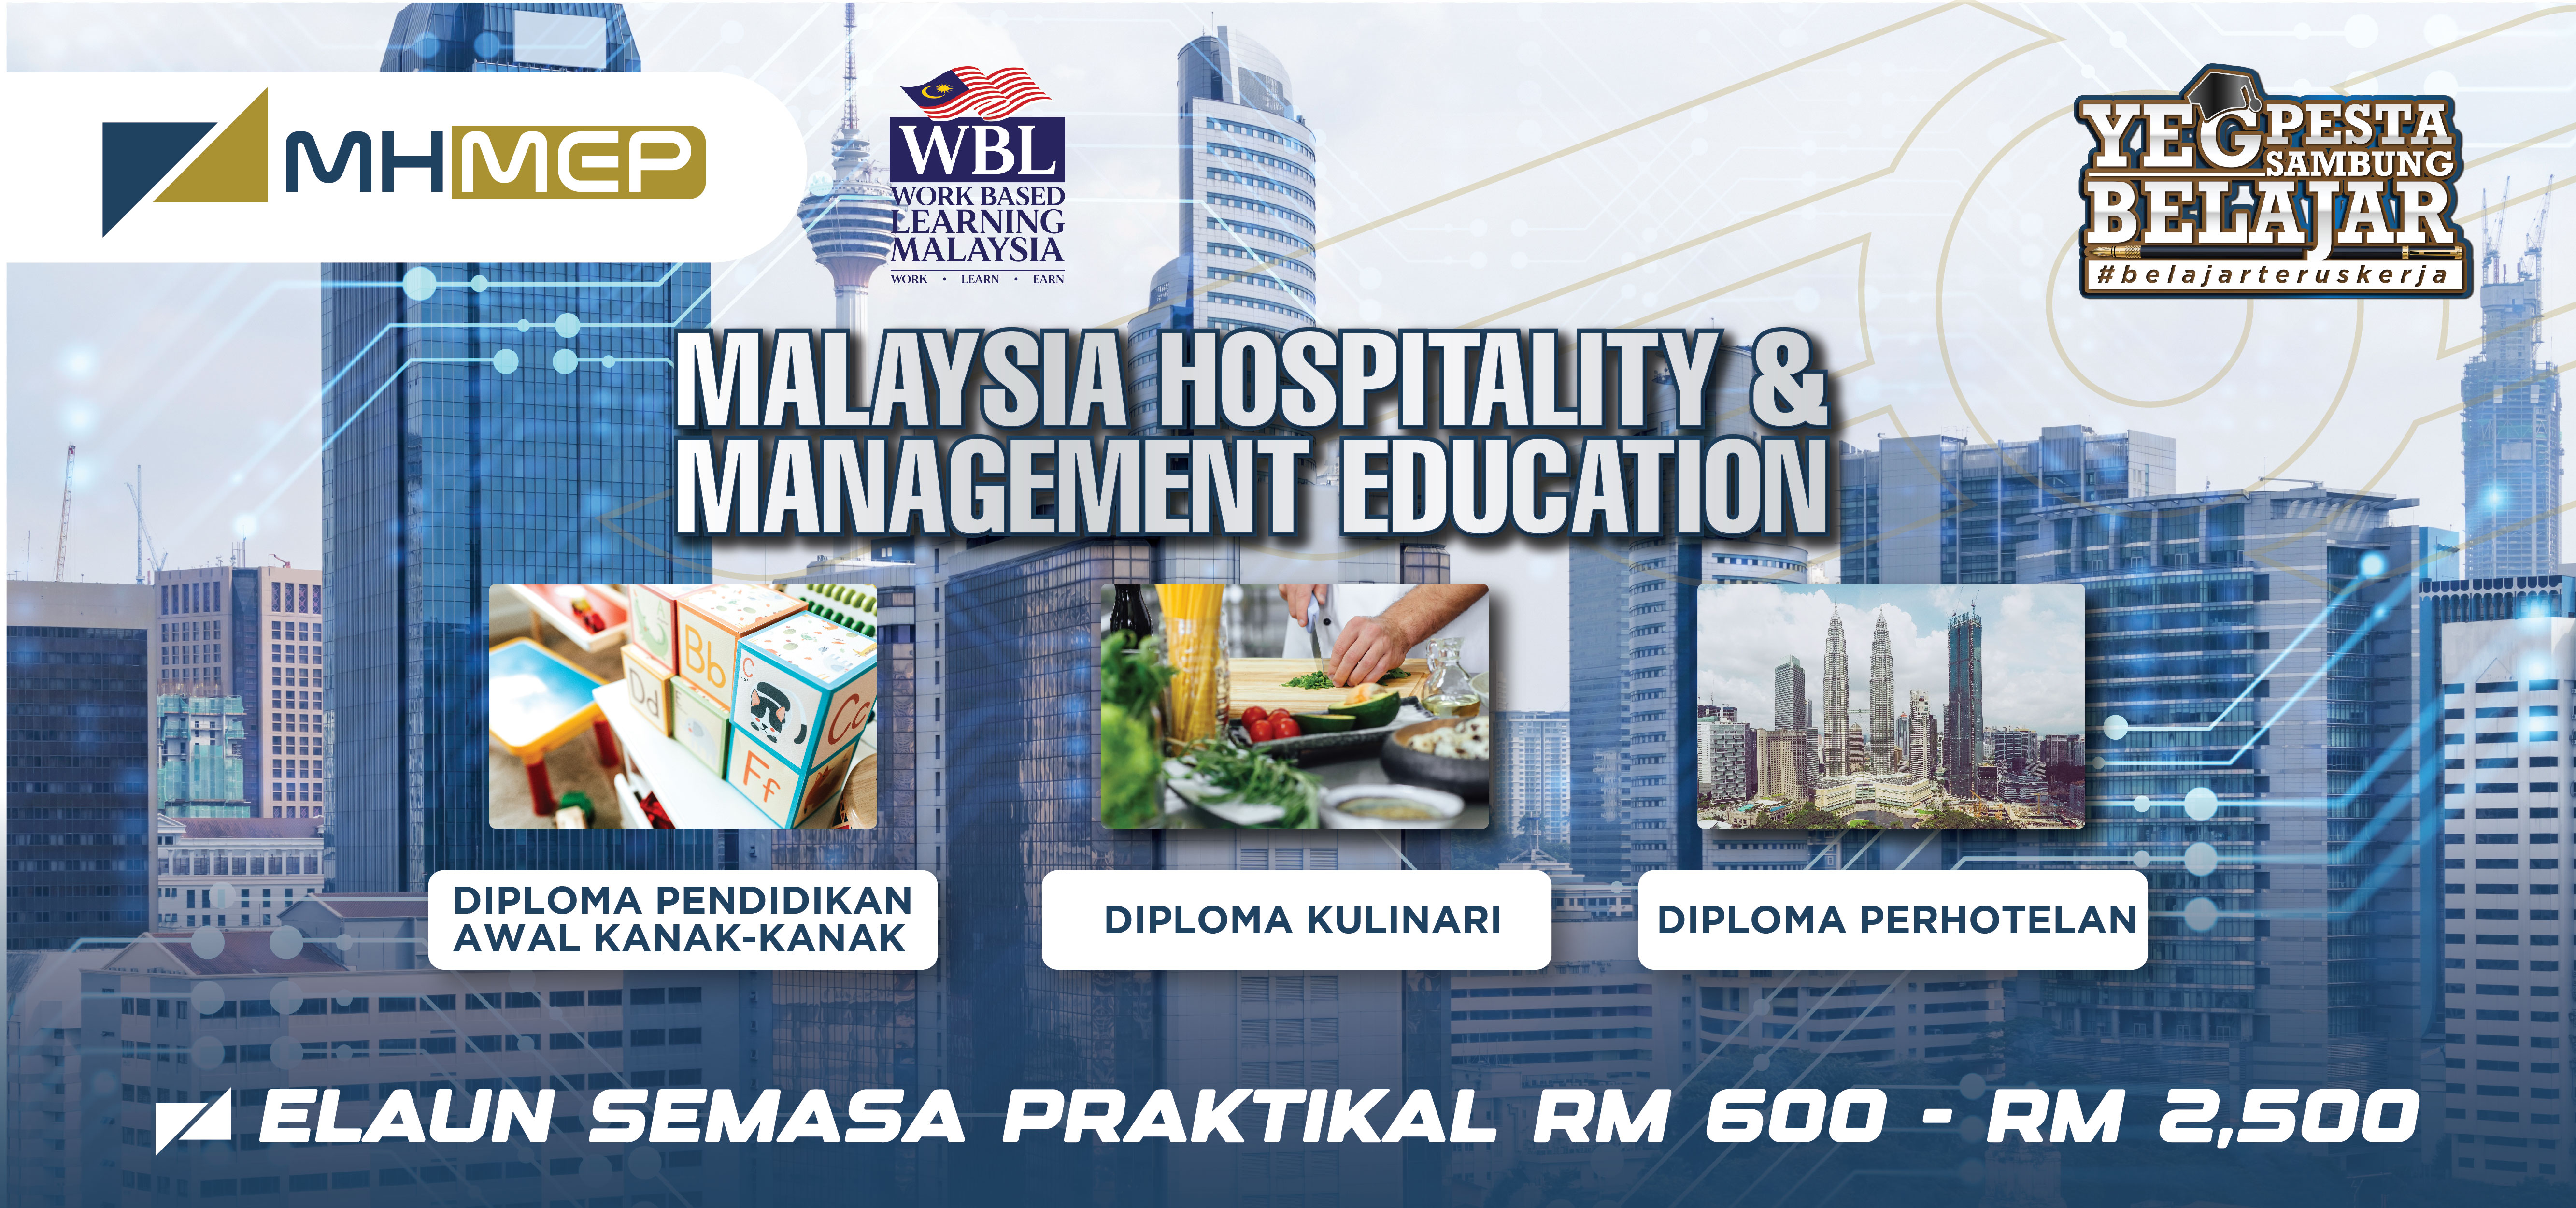 MHMEP
WBL
WORK BASED
LEARNING
MALAYSIA
WORK • LEARN • EARN
YEG PESTA
SAMBUNG
BELAJAR
#belajarteruskerja
MALAYSIA HOSPITALITY &
MANAGEMENT EDUCATION
Bb
C
Dd
Cc
Ff
DIPLOMA PENDIDIKAN
AWAL KANAK-KANAK
DIPLOMA KULINARI
DIPLOMA PERHOTELAN
ELAUN SEMASA PRAKTIKAL RM 600 - RM 2,500